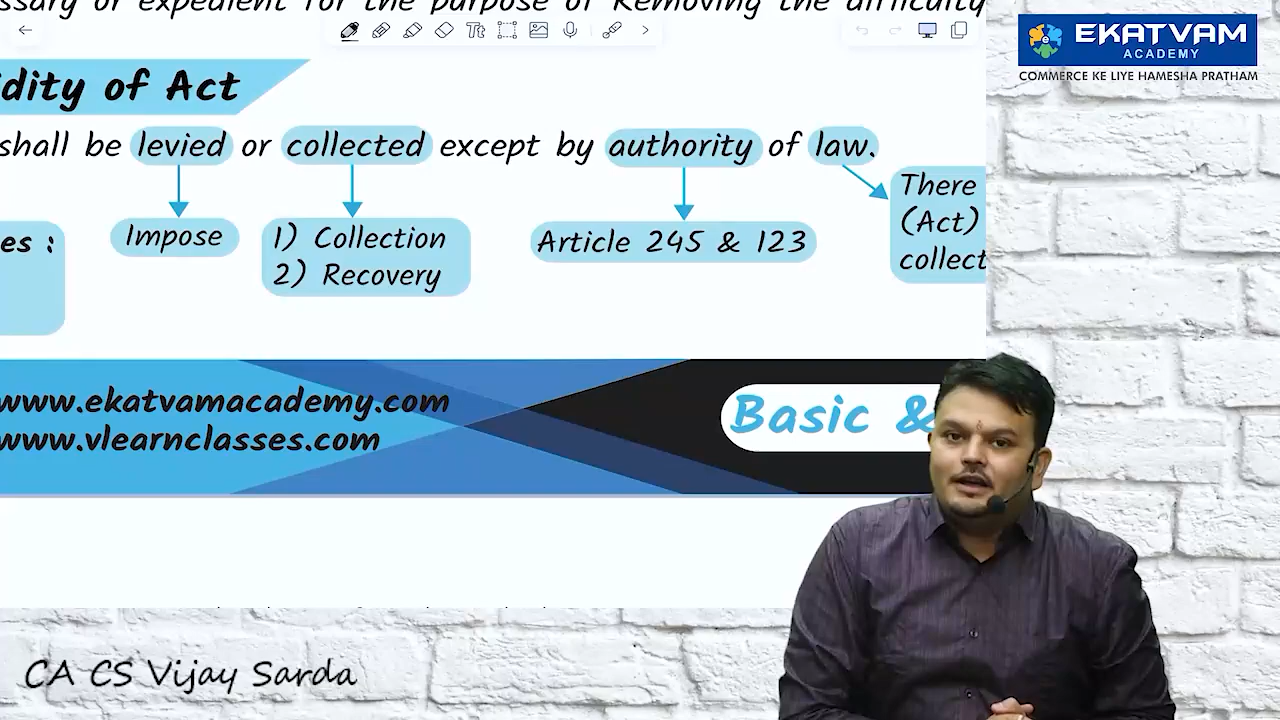 or expedient for the purpose of Removing the difficulty
EKATVAM
ACADEMY
COMMERCE KE LIYE HAMESHA PRATHAM
Tt
of Act
shall be levied or collected except by authority of law.
There
(Act)
collect
Impose
1) Collection
2) Recovery
Article 245 & 123
es :
www.ekatvamacademy.com
www.vlearnclasses.com
Basic &
CA CS Vijay Sarda